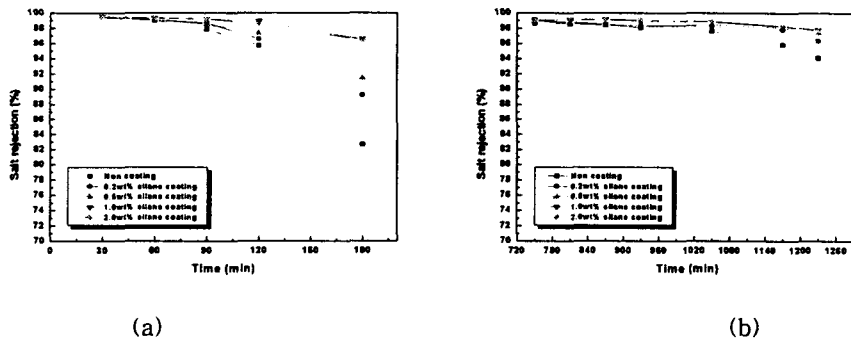 100
98
96
94
92
90
88
86
84
82
80
78
76
74
72
70
Salt rejection (%)
Non coating
0.2wt% silane coating
0.5wt% silane coating
1.0wt% silane coating
2.0wt% silane coating
0 30 60 90 120 180
Time (min)
(a)
100
98
96
94
92
90
88
86
84
82
80
78
76
74
72
70
Salt rejection (%)
Non coating
0.2wt% silane coating
0.5wt% silane coating
1.0wt% silane coating
2.0wt% silane coating
720 780 840 900 960 1020 1080 1140 1200 1260
Time (min)
(b)